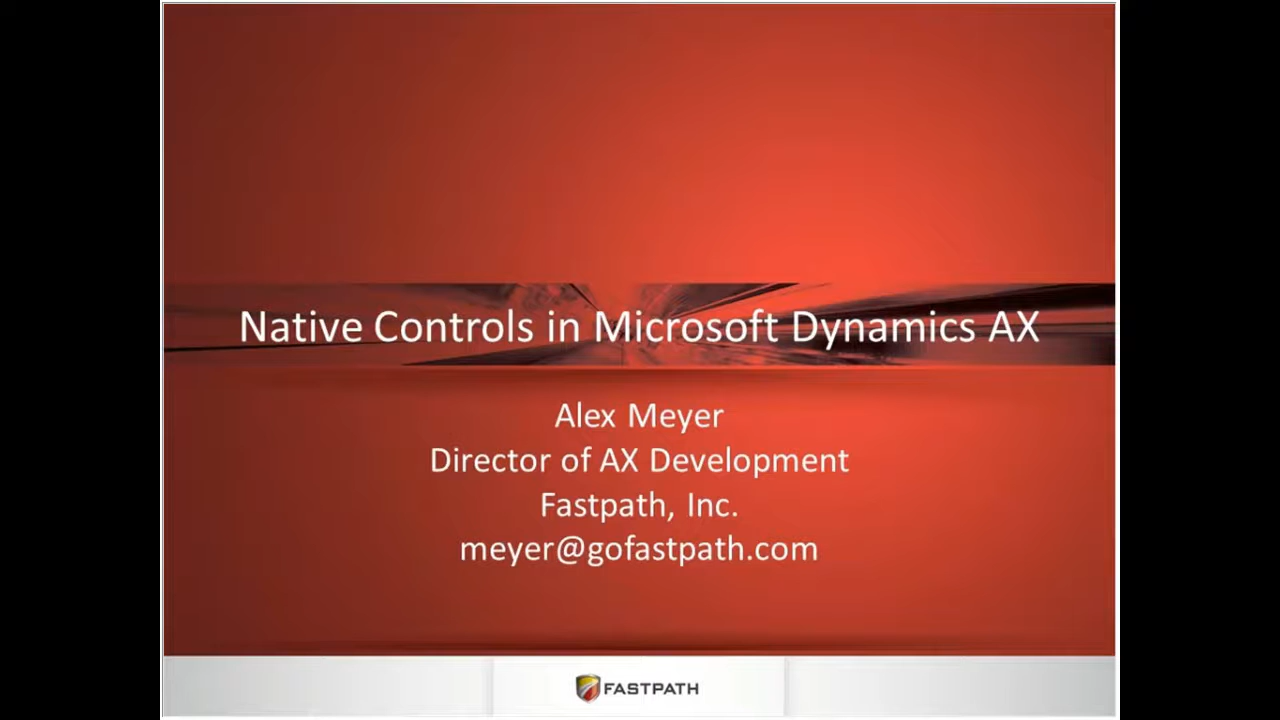 Native Controls in Microsoft Dynamics AX
Alex Meyer
Director of AX Development
Fastpath, Inc.
meyer@gofastpath.com
FASTPATH